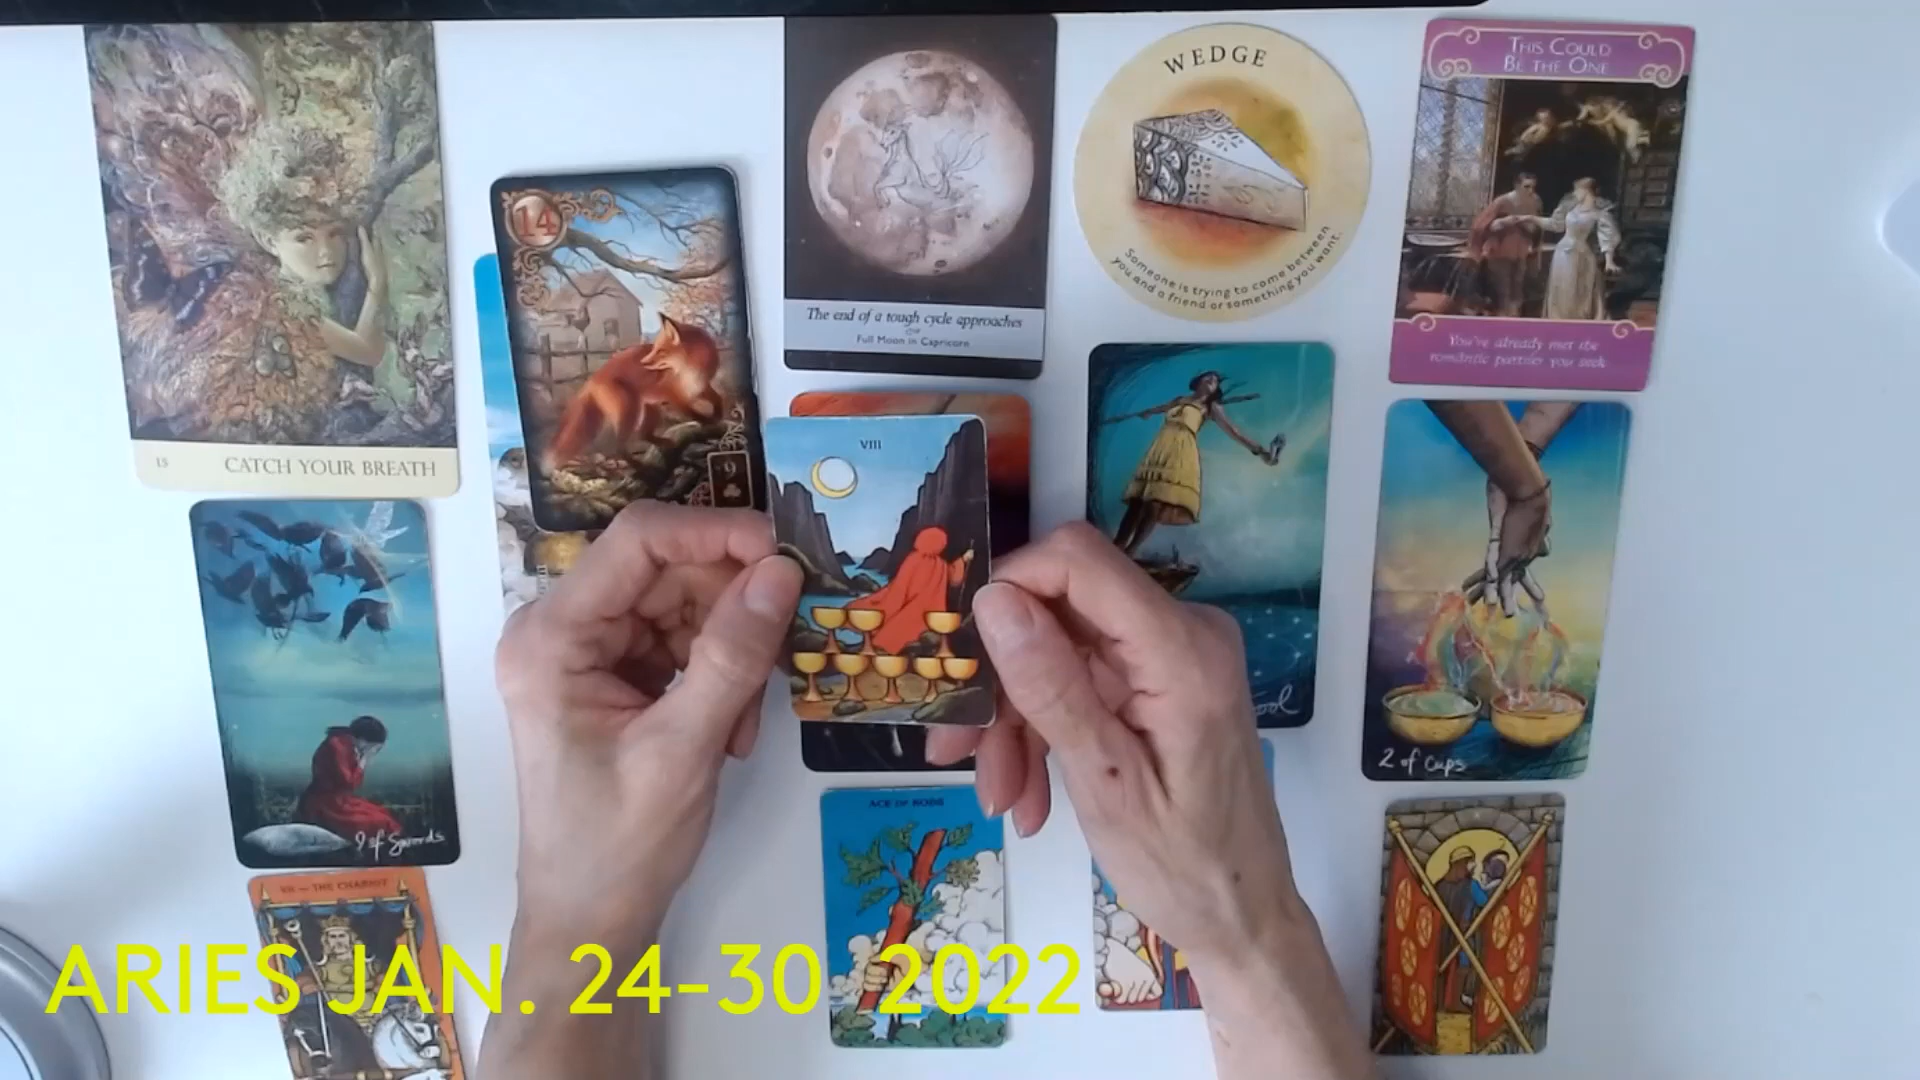 15 CATCH YOUR BREATH
14
9
The end of a tough cycle approaches
Full Moon in Capricorn
WEDGE
Someone is trying to come between
you and a friend or something you want.
THIS COULD
BE THE ONE
You've already met the
romantic partner you seek.
VIII
9 of Swords
2 of Cups
VII — THE CHARIOT
ACE OF RODS
ARIES JAN. 24-30 2022